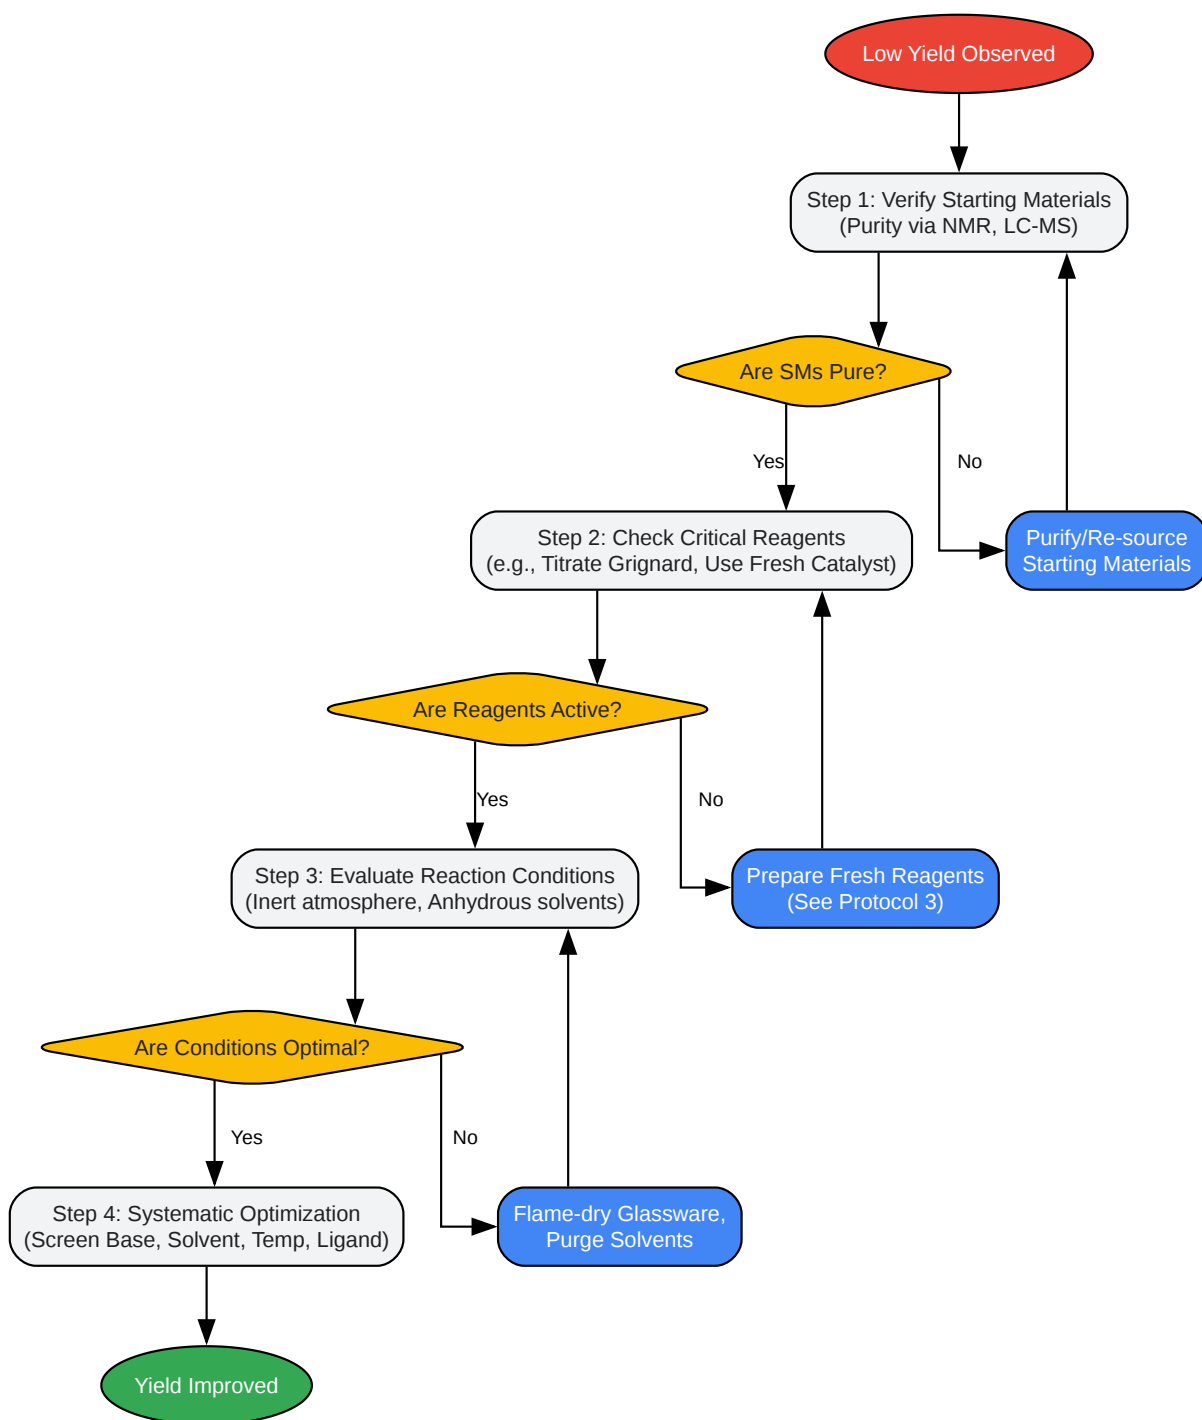 Low Yield Observed
Step 1: Verify Starting Materials
(Purity via NMR, LC-MS)
Are SMs Pure?
Yes
No
Step 2: Check Critical Reagents
(e.g., Titrate Grignard, Use Fresh Catalyst)
Purify/Re-source
Starting Materials
Are Reagents Active?
Yes
No
Step 3: Evaluate Reaction Conditions
(Inert atmosphere, Anhydrous solvents)
Prepare Fresh Reagents
(See Protocol 3)
Are Conditions Optimal?
Yes
No
Step 4: Systematic Optimization
(Screen Base, Solvent, Temp, Ligand)
Flame-dry Glassware,
Purge Solvents
Yield Improved